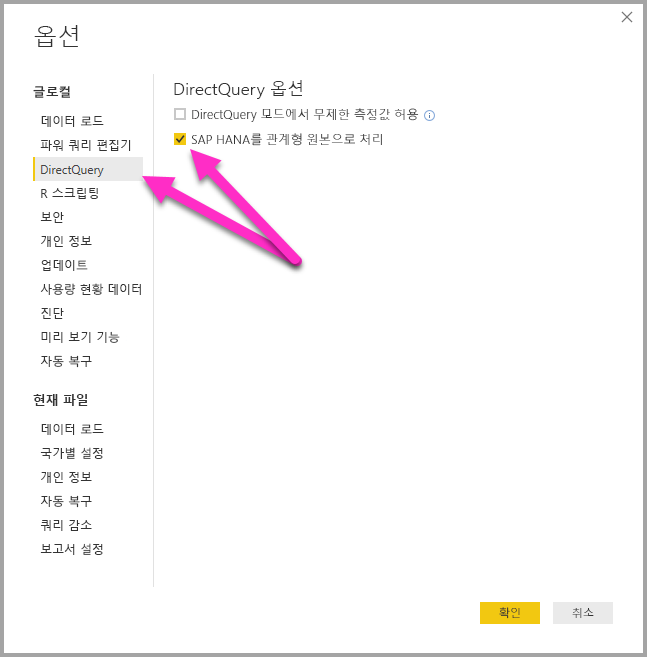 옵션
글로컬
데이터 로드
파워 쿼리 편집기
DirectQuery
R 스크립팅
보안
개인 정보
업데이트
사용량 현황 데이터
진단
미리 보기 기능
자동 복구
현재 파일
데이터 로드
국가별 설정
개인 정보
자동 복구
쿼리 감소
보고서 설정
DirectQuery 옵션
DirectQuery 모드에서 무제한 측정값 허용
SAP HANA를 관계형 원본으로 처리
확인
취소